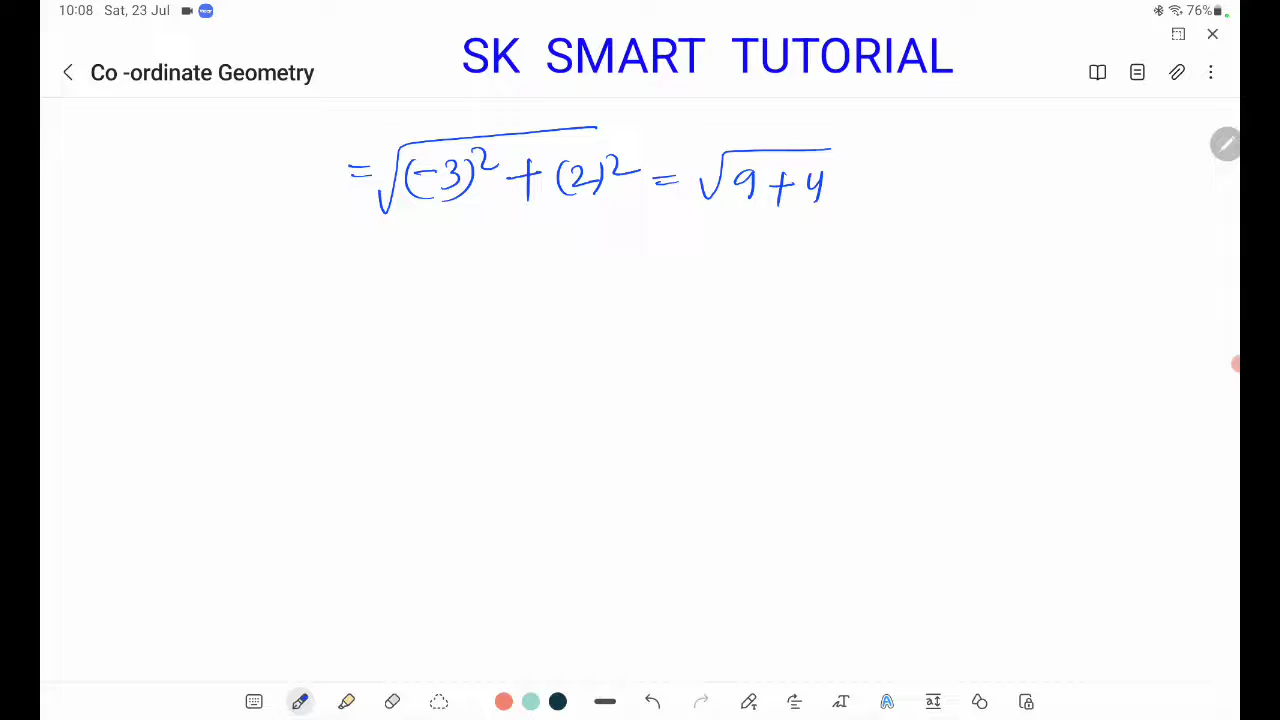 10:08 Sat, 23 Jul 76%
SK SMART TUTORIAL
Co -ordinate Geometry
= √(-3)² + (2)² = √9 + 4